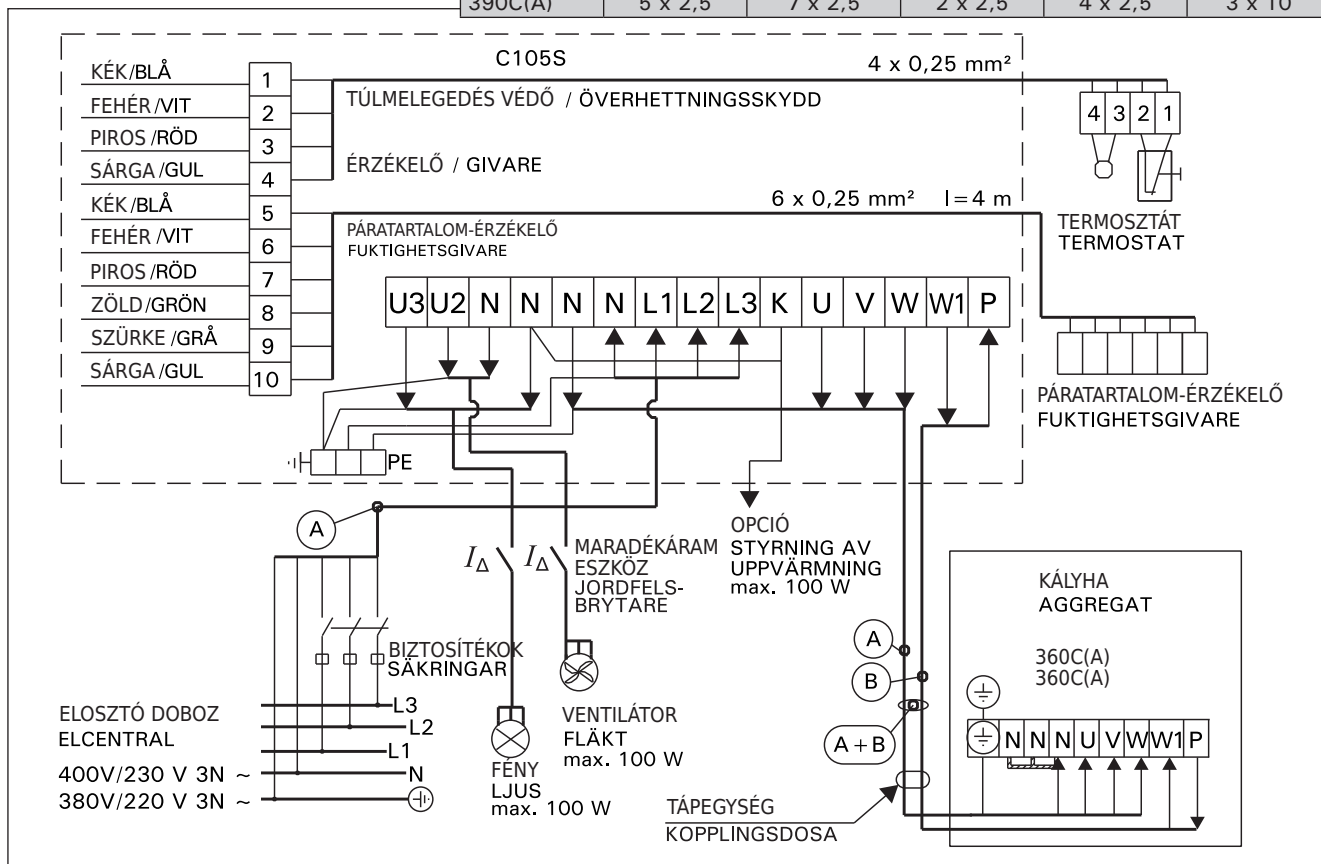 390C(A) 5 x 2,5 7 x 2,5 2 x 2,5 4 x 2,5 3 x 10
C105S
4 x 0,25 mm²
KÉK/BLÅ 1
FEHÉR/VIT 2
PIROS/RÖD 3
SÁRGA/GUL 4
KÉK/BLÅ 5
FEHÉR/VIT 6
PIROS/RÖD 7
ZÖLD/GRÖN 8
SZÜRKE/GRÅ 9
SÁRGA/GUL 10
TÚLMELEGEDÉS VÉDŐ / ÖVERHETTNINGSSKYDD
ÉRZÉKELŐ / GIVARE
4 3 2 1
TERMOSZTÁT
TERMOSTAT
6 x 0,25 mm² l=4 m
PÁRATARTALOM-ÉRZÉKELŐ
FUKTIGHETSGIVARE
U3 U2 N N N N L1 L2 L3 K U V W W1 P
PÁRATARTALOM-ÉRZÉKELŐ
FUKTIGHETSGIVARE
PE
A
I∆
I∆
MARADÉKÁRAM
ESZKÖZ
JORDFELS-
BRYTARE
OPCIÓ
STYRNING AV
UPPVÄRMNING
max. 100 W
BIZTOSÍTÉKOK
SÄKRINGAR
ELOSZTÓ DOBOZ
ELCENTRAL
400V/230 V 3N ~
380V/220 V 3N ~
L3
L2
L1
N
FÉNY
LJUS
max. 100 W
VENTILÁTOR
FLÄKT
max. 100 W
A
B
A+B
TÁPEGYSÉG
KOPPLINGSDOSA
KÁLYHA
AGGREGAT
360C(A)
360C(A)
N N N U V W W1 P